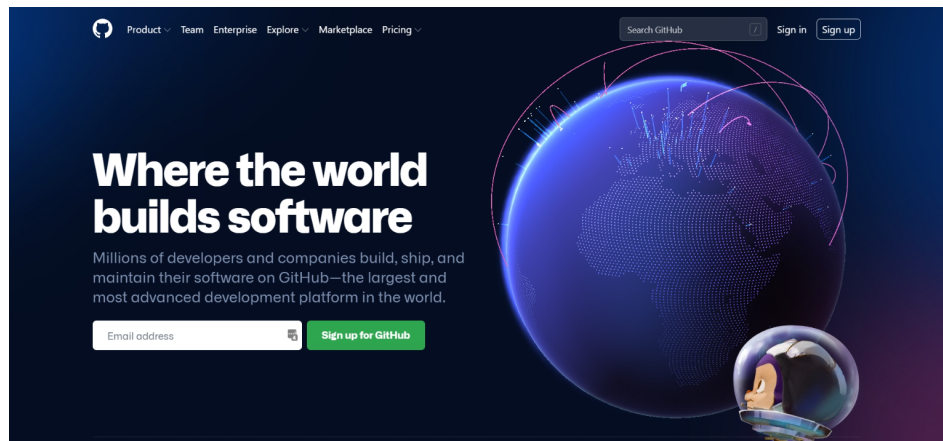 Product Team Enterprise Explore Marketplace Pricing
Search GitHub /
Sign in Sign up
Where the world
builds software
Millions of developers and companies build, ship, and
maintain their software on GitHub—the largest and
most advanced development platform in the world.
Email address
Sign up for GitHub